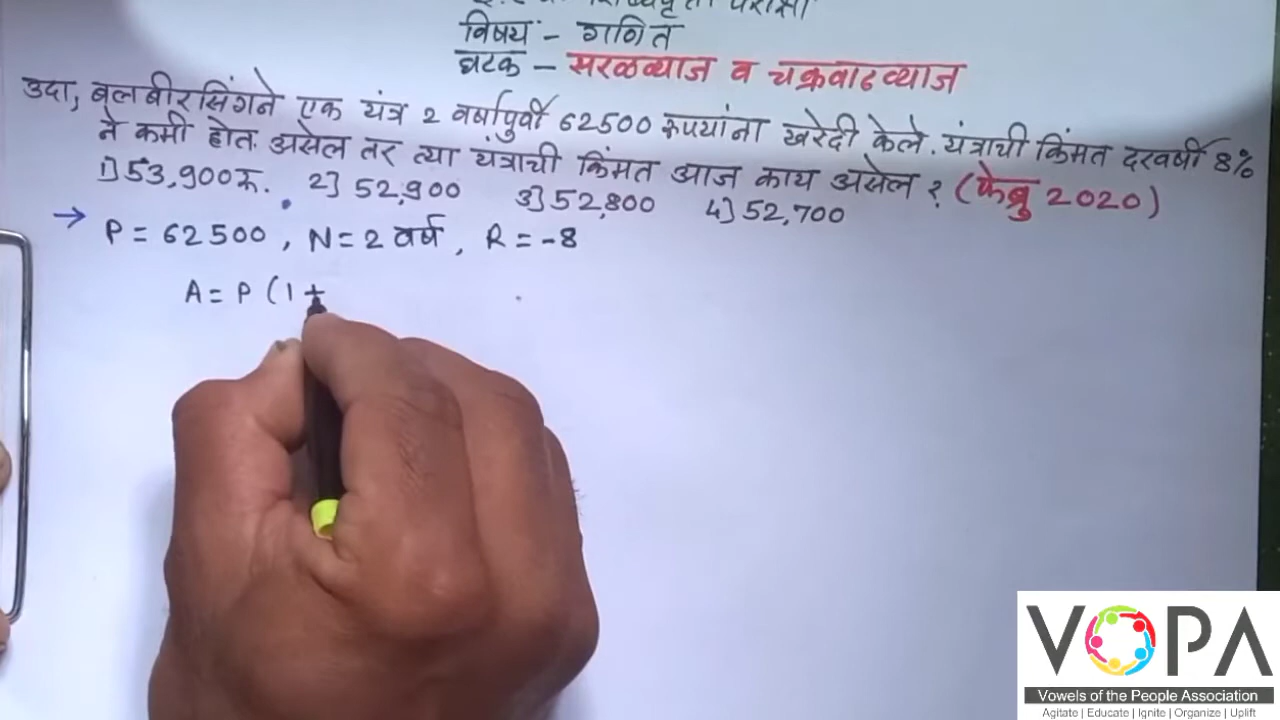 विषय - गणित
घटक - सरळव्याज व चक्रवाढव्याज
उदा, बलबीरसिंगने एक यंत्र 2 वर्षापुर्वी 62500 रूपयांना खरेदी केले. यंत्राची किंमत दरवर्षी 8%
ने कमी होत असेल तर त्या यंत्राची किंमत आज काय असेल ? (फेब्रु 2020)
1) 53,900रू. 2) 52,900 3) 52,800 4) 52,700
→ P = 62500 , N = 2 वर्ष , R = -8
A = P (1 +
VOPA
Vowels of the People Association
Agitate | Educate | Ignite | Organize | Uplift